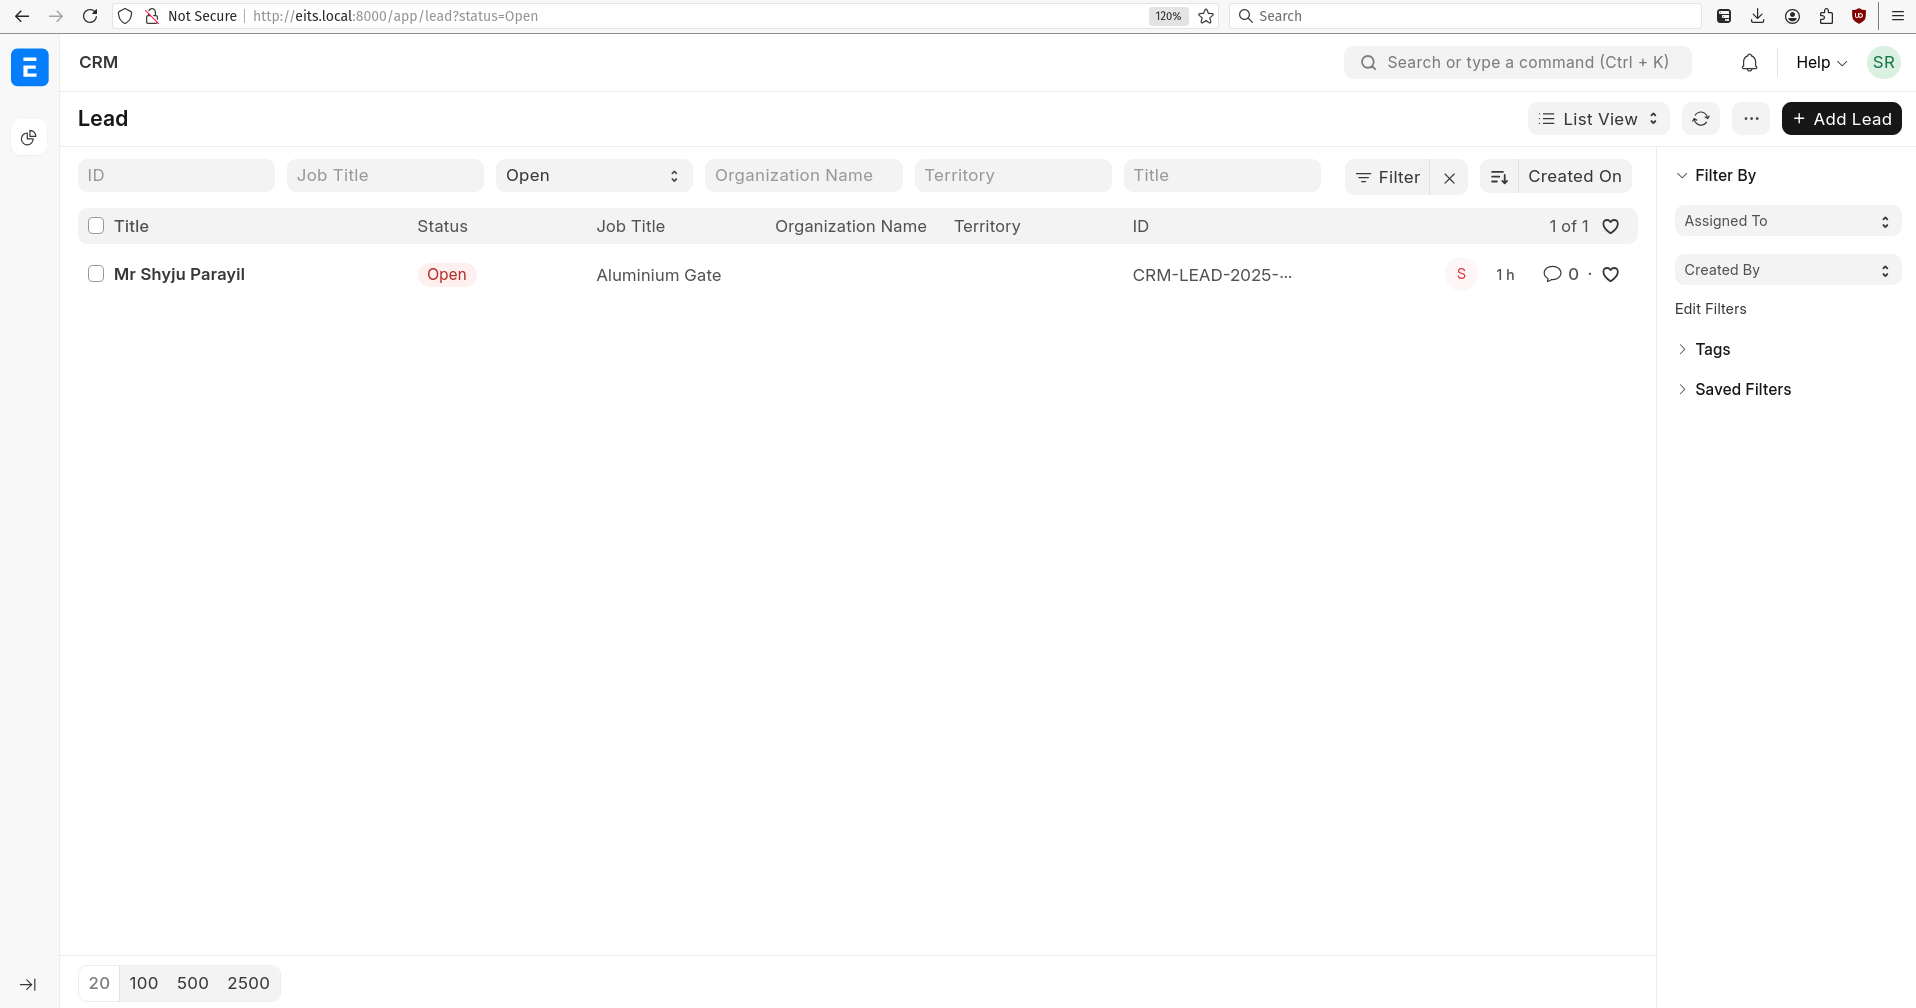 Not Secure http://eits.local:8000/app/lead?status=Open 120% Search
CRM Search or type a command (Ctrl + K) Help SR
Lead List View ... + Add Lead
ID Job Title Open Organization Name Territory Title Filter × Created On
Title Status Job Title Organization Name Territory ID 1 of 1
Mr Shyju Parayil Open Aluminium Gate CRM-LEAD-2025-... S 1 h 0 ·
Filter By
Assigned To
Created By
Edit Filters
Tags
Saved Filters
20 100 500 2500